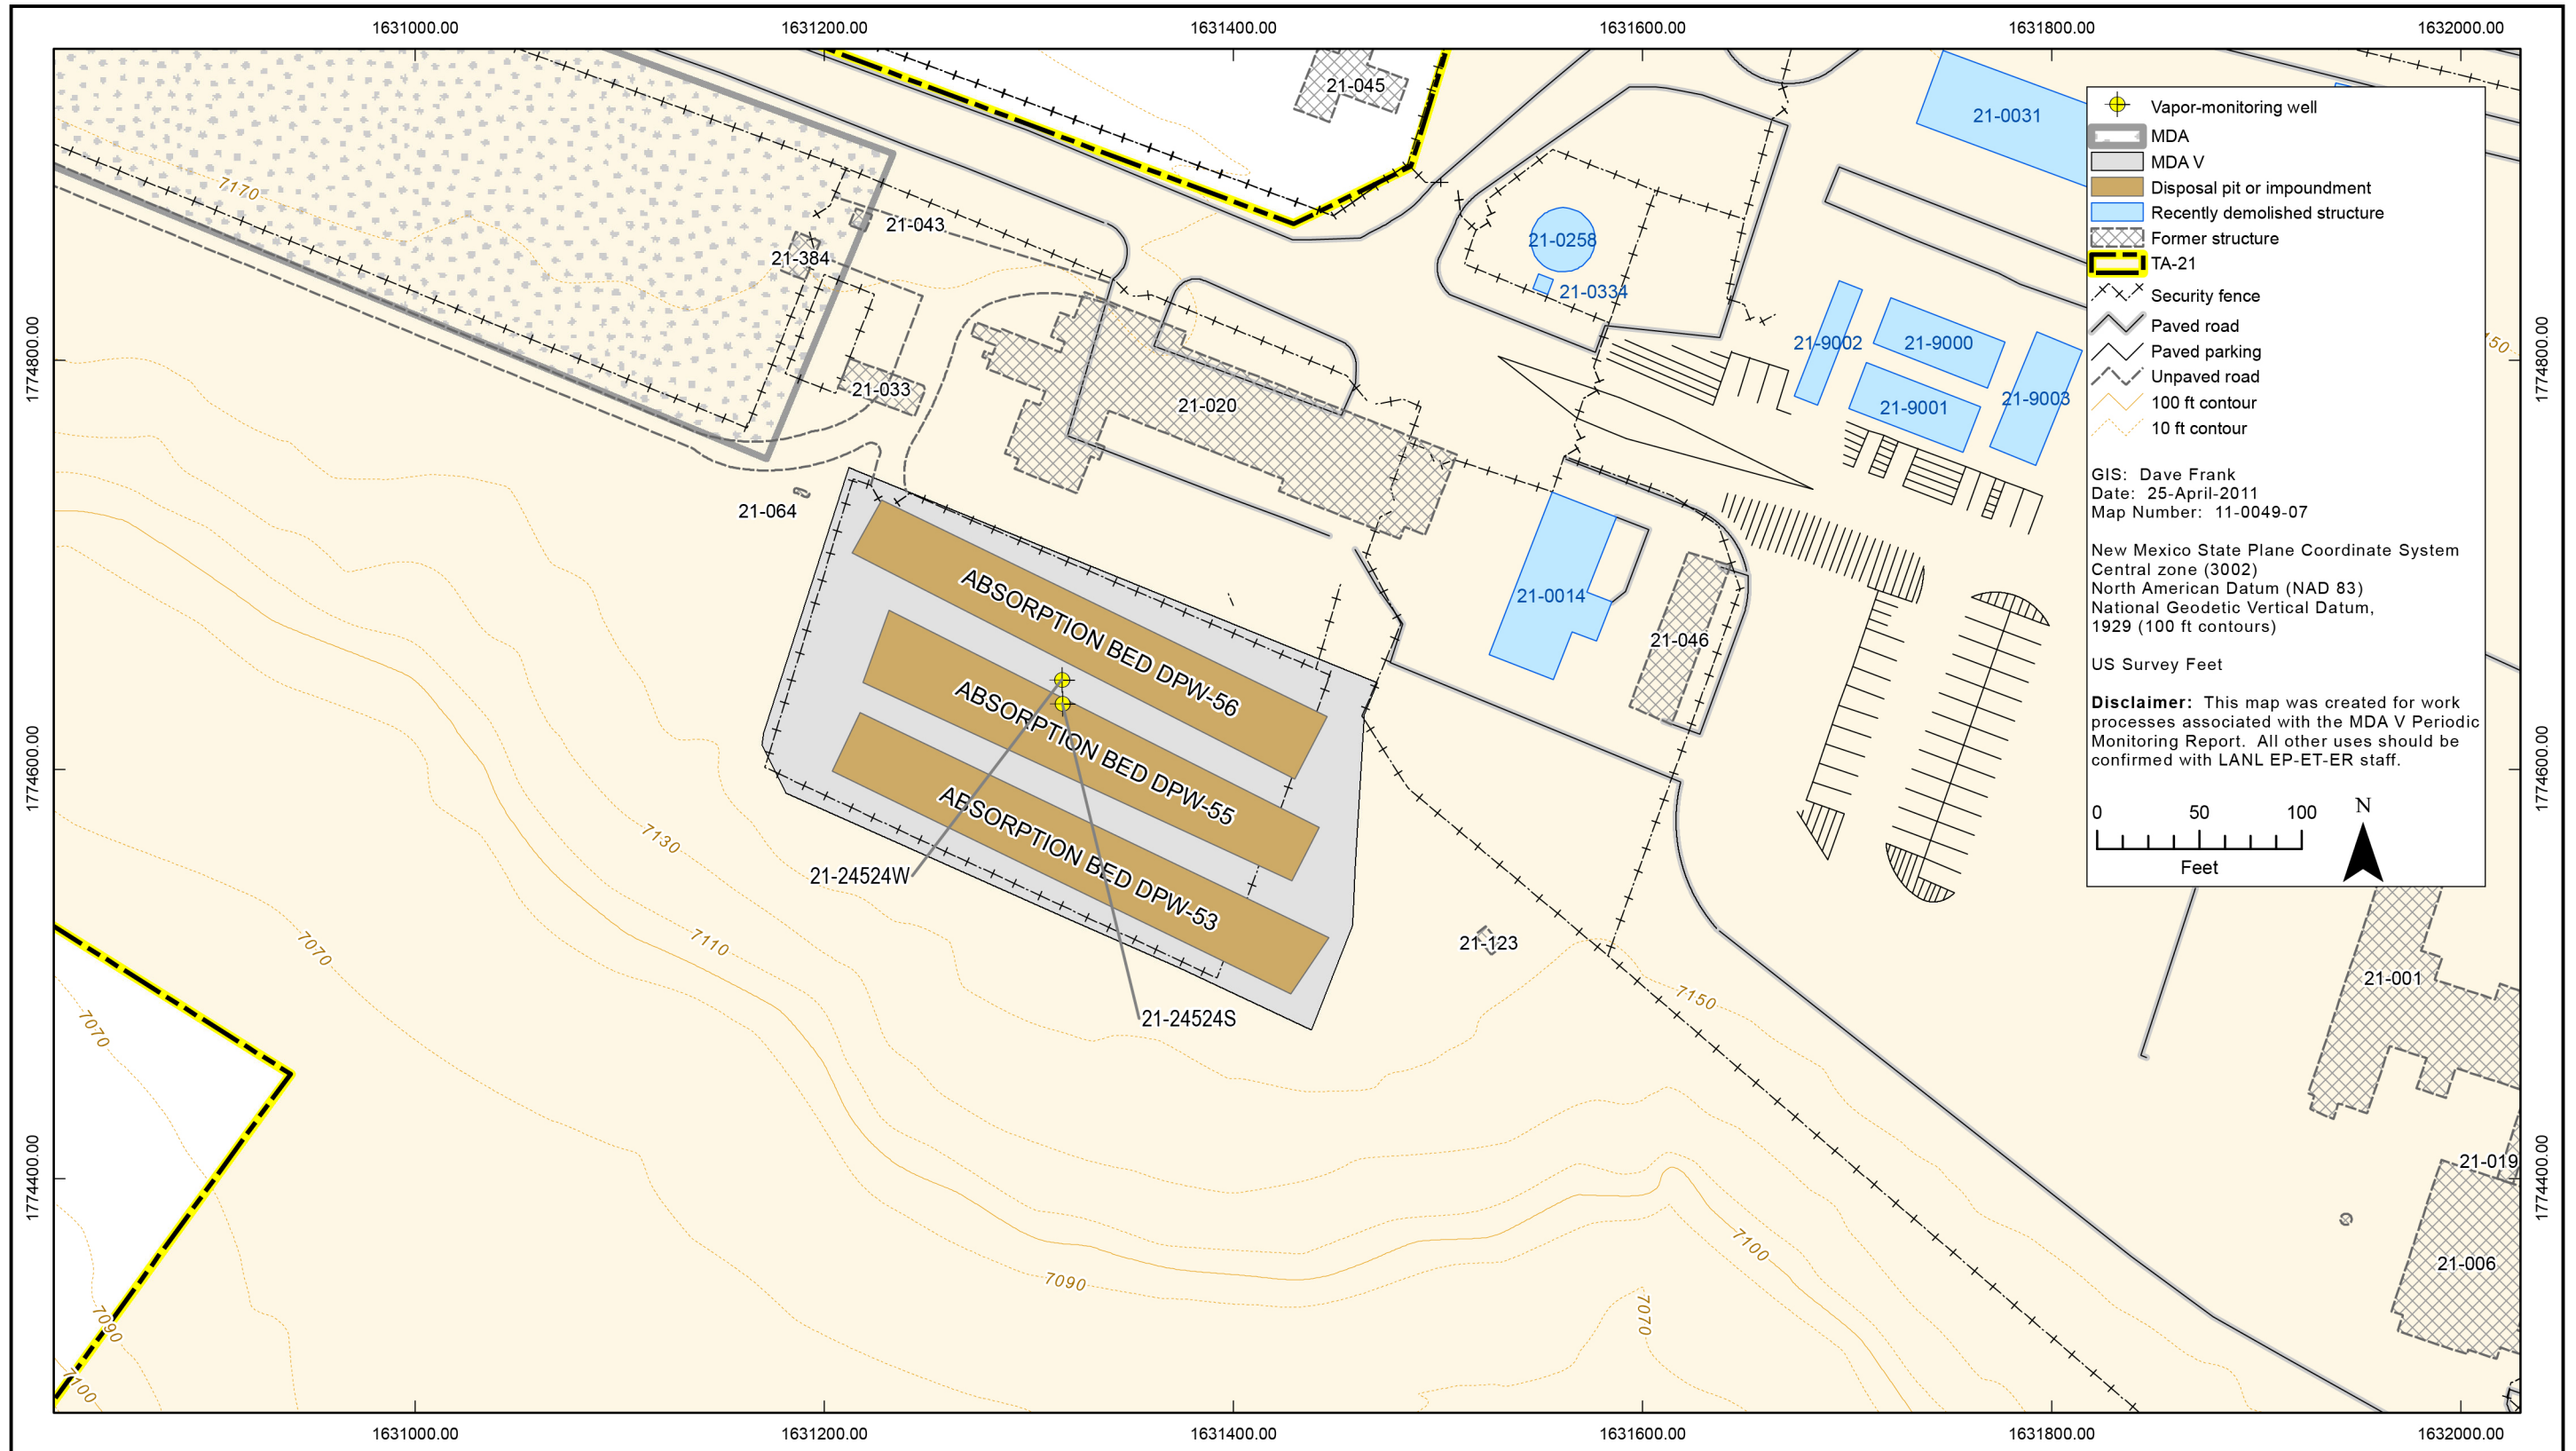 1631000.00
1631200.00
1631400.00
1631600.00
1631800.00
1632000.00
1774800.00
1774600.00
1774400.00
1774800.00
1774600.00
1774400.00
21-045
21-0031
7170
21-043
21-384
21-0258
21-0334
21-033
21-020
21-9002
21-9000
21-9001
21-9003
7150
21-064
21-0014
21-046
ABSORPTION BED DPW-56
ABSORPTION BED DPW-55
ABSORPTION BED DPW-53
21-24524W
21-24524S
21-123
7130
7110
7070
7070
7150
21-001
21-019
21-006
7100
7090
7070
7090
7100
Vapor-monitoring well
MDA
MDA V
Disposal pit or impoundment
Recently demolished structure
Former structure
TA-21
Security fence
Paved road
Paved parking
Unpaved road
100 ft contour
10 ft contour
GIS: Dave Frank
Date: 25-April-2011
Map Number: 11-0049-07
New Mexico State Plane Coordinate System
Central zone (3002)
North American Datum (NAD 83)
National Geodetic Vertical Datum,
1929 (100 ft contours)
US Survey Feet
Disclaimer: This map was created for work
processes associated with the MDA V Periodic
Monitoring Report. All other uses should be
confirmed with LANL EP-ET-ER staff.
0 50 100
Feet
N
1631000.00
1631200.00
1631400.00
1631600.00
1631800.00
1632000.00